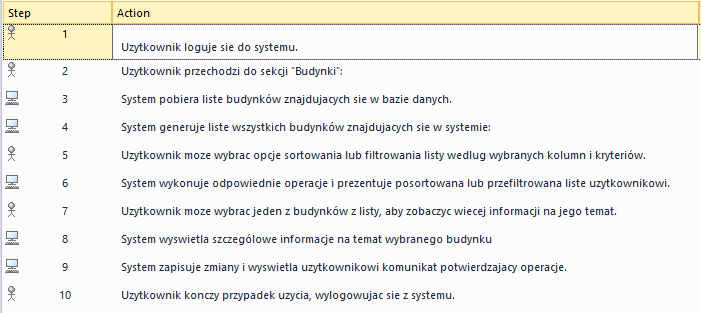 Step Action
1 Uzytkownik loguje sie do systemu.
2 Uzytkownik przechodzi do sekcji "Budynki":
3 System pobiera liste budynków znajdujacych sie w bazie danych.
4 System generuje liste wszystkich budynków znajdujacych sie w systemie:
5 Uzytkownik moze wybrac opcje sortowania lub filtrowania listy wedlug wybranych kolumn i kryteriów.
6 System wykonuje odpowiednie operacje i prezentuje posortowana lub przefiltrowana liste uzytkownikowi.
7 Uzytkownik moze wybrac jeden z budynków z listy, aby zobaczyc wiecej informacji na jego temat.
8 System wyswietla szczególowe informacje na temat wybranego budynku
9 System zapisuje zmiany i wyswietla uzytkownikowi komunikat potwierdzajacy operacje.
10 Uzytkownik konczy przypadek uzycia, wylogowujac sie z systemu.